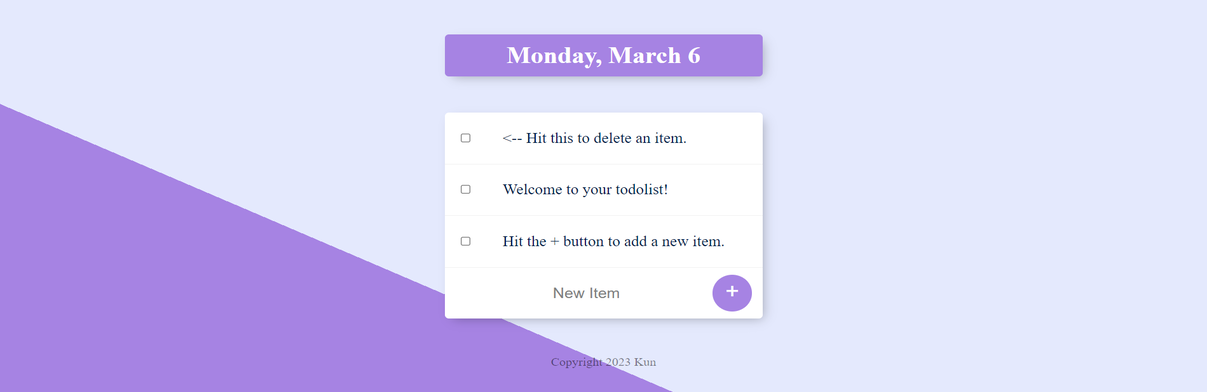 Monday, March 6
<-- Hit this to delete an item.
Welcome to your todolist!
Hit the + button to add a new item.
New Item +
Copyright 2023 Kun